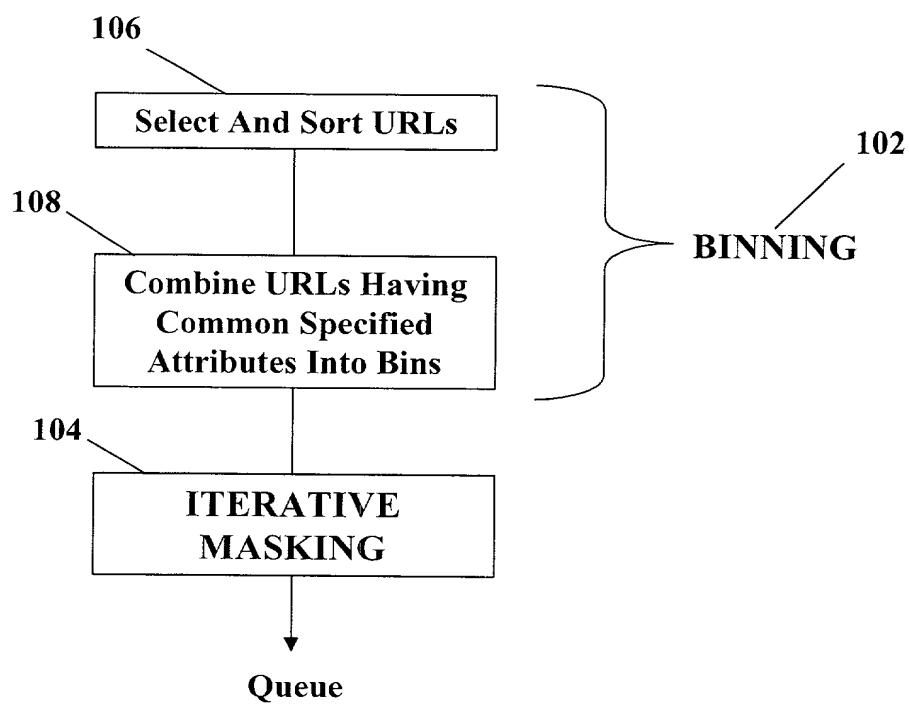 106
Select And Sort URLs
102
108
BINNING
Combine URLs Having
Common Specified
Attributes Into Bins
104
ITERATIVE
MASKING
Queue